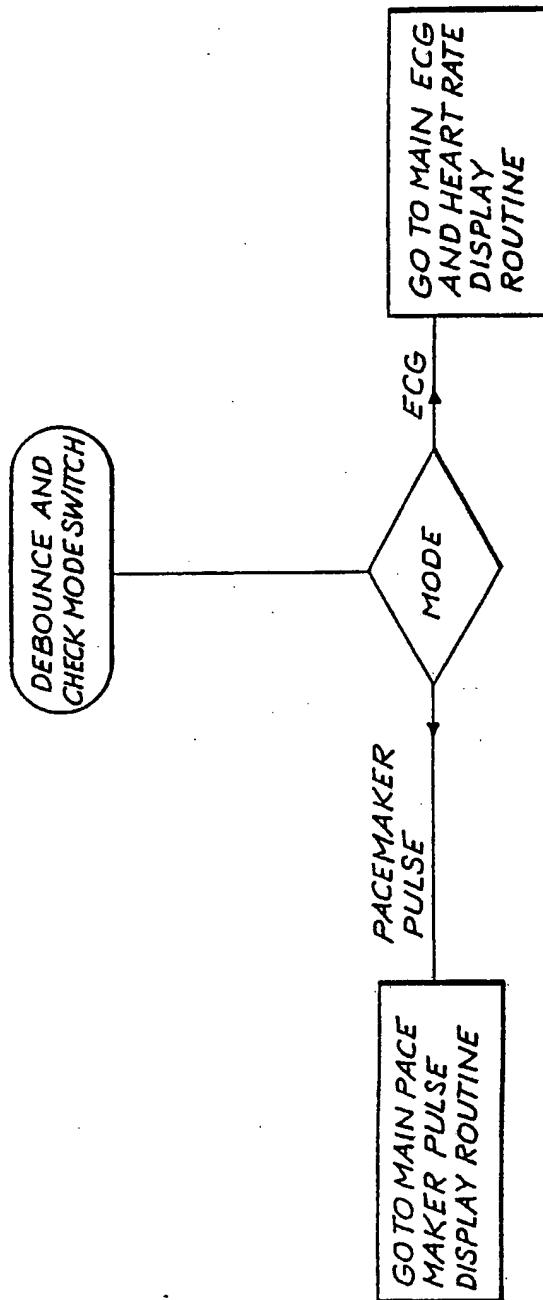 DEBOUNCE AND
CHECK MODE SWITCH
MODE
PACEMAKER
PULSE
ECG
GO TO MAIN PACE
MAKER PULSE
DISPLAY ROUTINE
GO TO MAIN ECG
AND HEART RATE
DISPLAY
ROUTINE